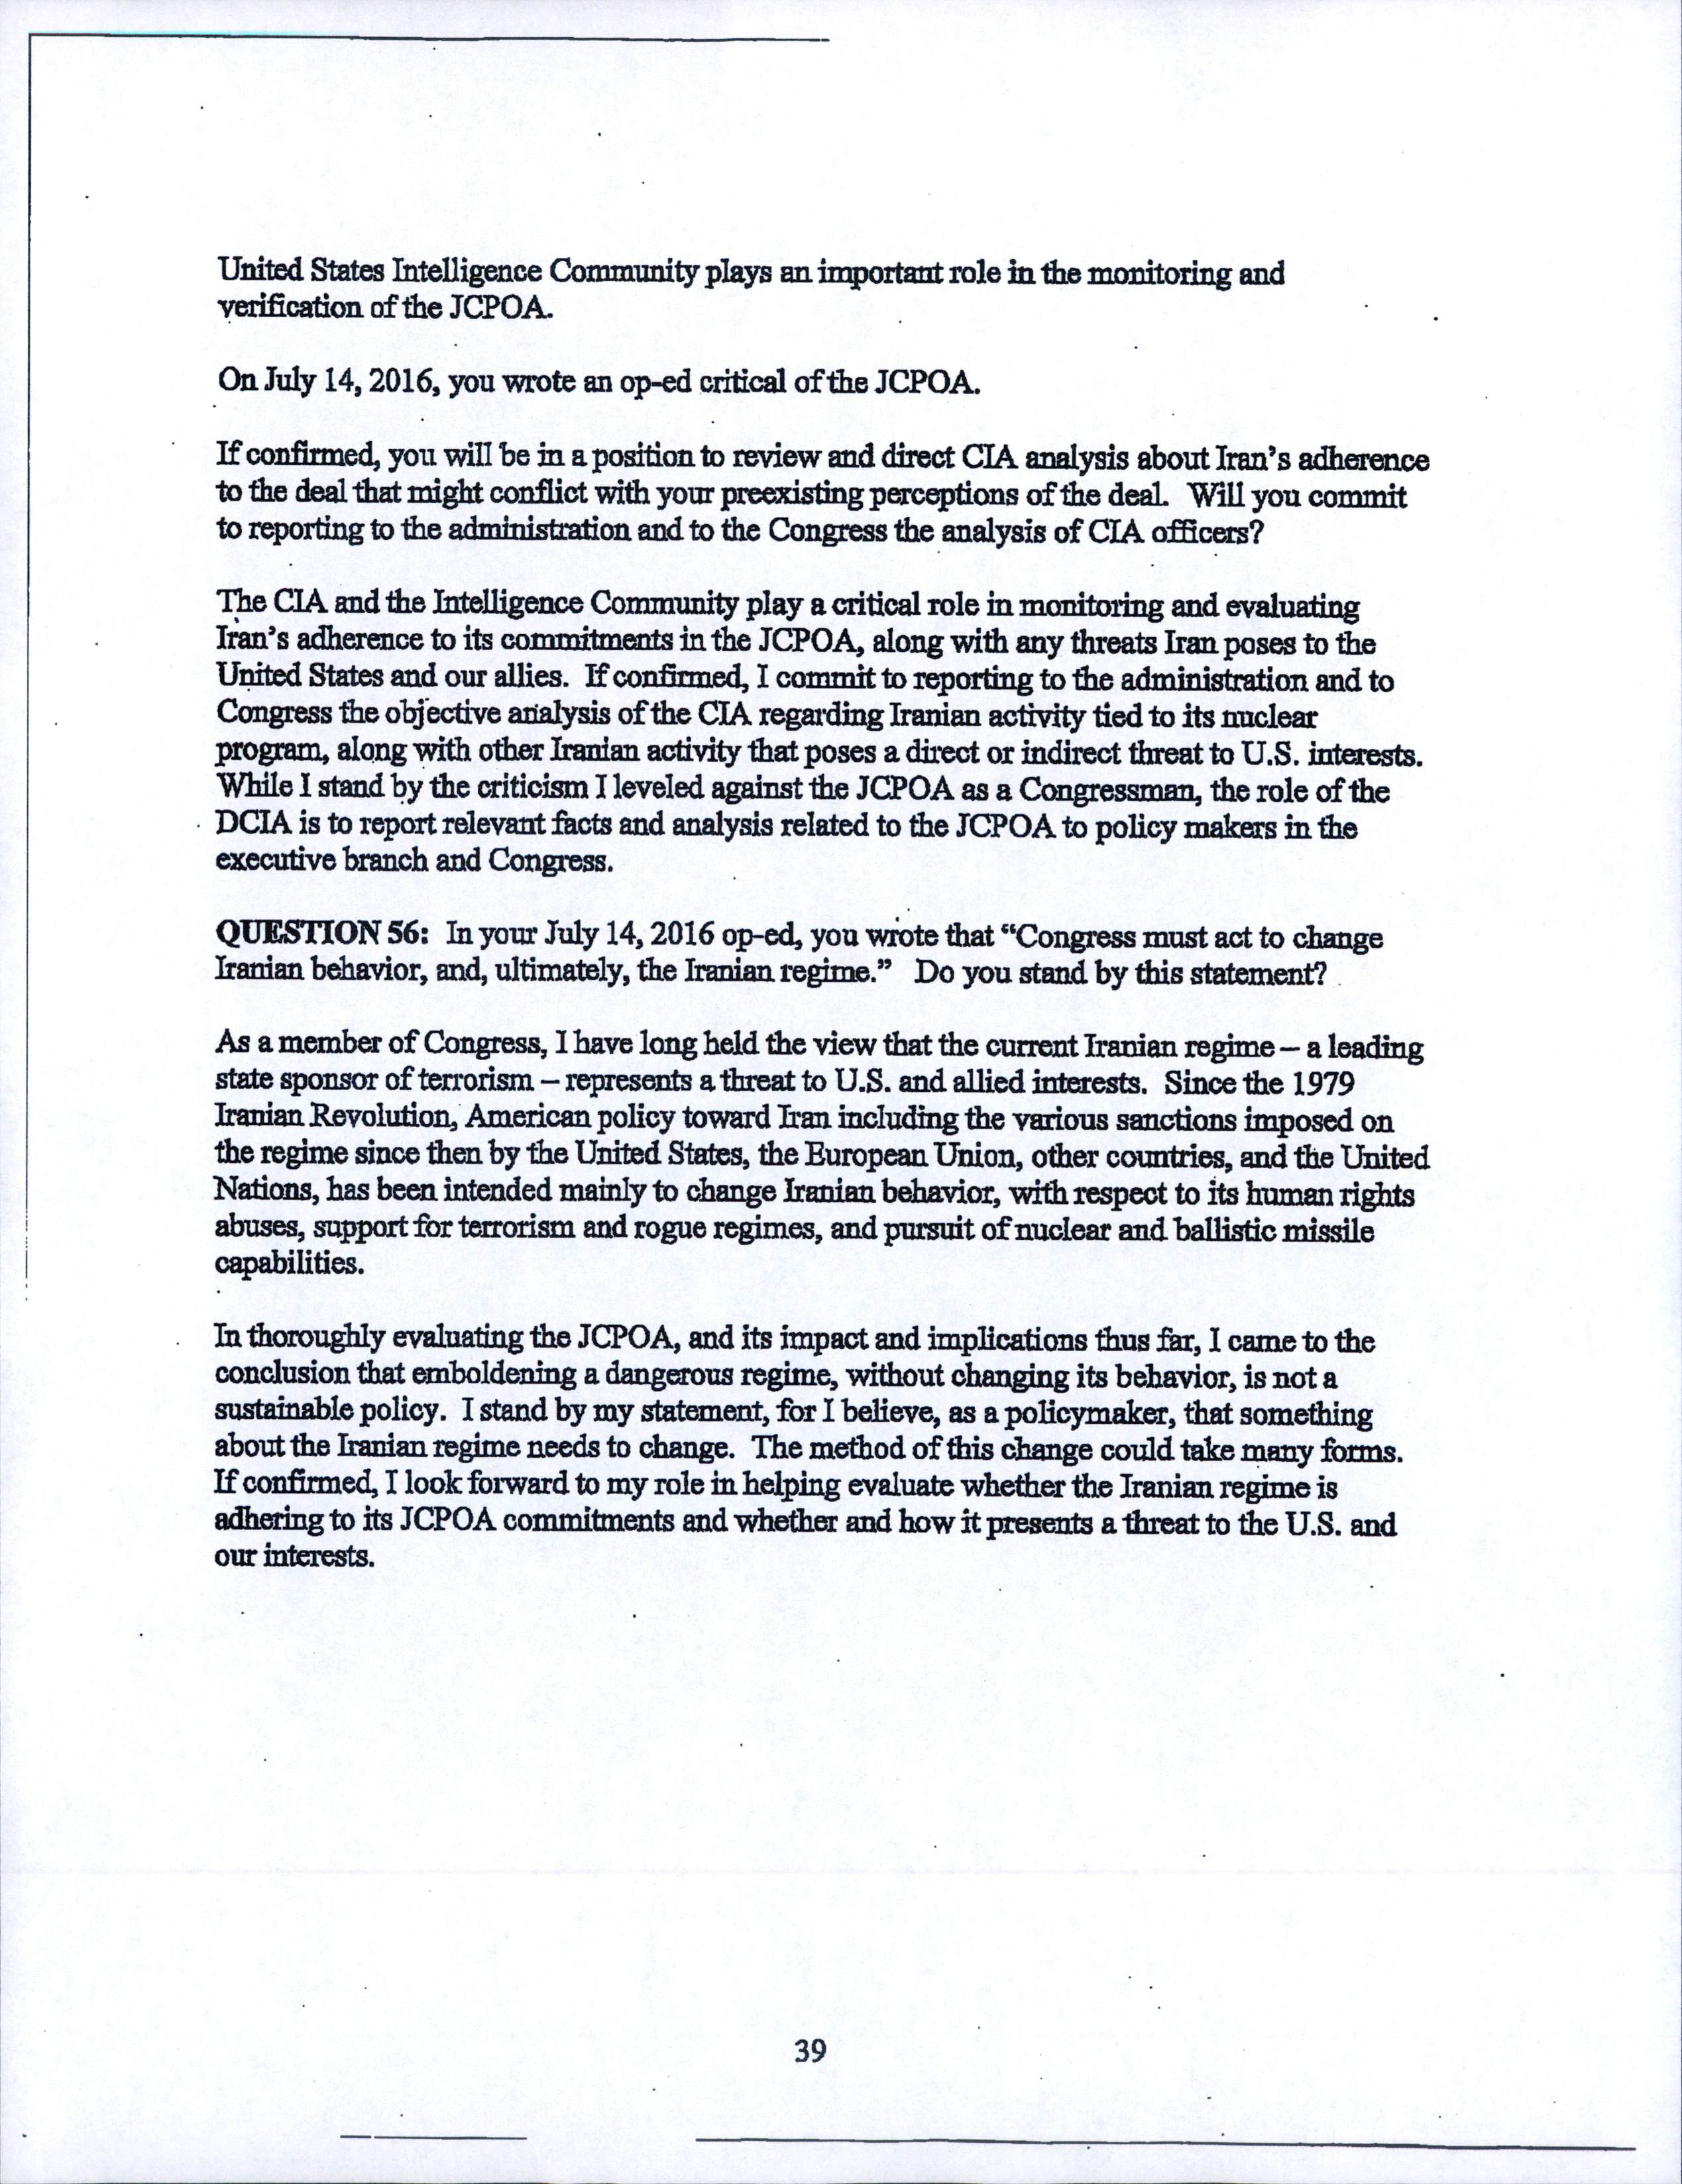 United States Intelligence Community plays an important role in the monitoring and
verification of the JCPOA.
On July 14, 2016, you wrote an op-ed critical of the JCPOA.
If confirmed, you will be in a position to review and direct CIA analysis about Iran's adherence
to the deal that might conflict with your preexisting perceptions of the deal. Will you commit
to reporting to the administration and to the Congress the analysis of CIA officers?
The CIA and the Intelligence Community play a critical role in monitoring and evaluating
Iran's adherence to its commitments in the JCPOA, along with any threats Iran poses to the
United States and our allies. If confirmed, I commit to reporting to the administration and to
Congress the objective analysis of the CIA regarding Iranian activity tied to its nuclear
program, along with other Iranian activity that poses a direct or indirect threat to U.S. interests.
While I stand by the criticism I leveled against the JCPOA as a Congressman, the role of the
DCIA is to report relevant facts and analysis related to the JCPOA to policy makers in the
executive branch and Congress.
QUESTION 56: In your July 14, 2016 op-ed, you wrote that “Congress must act to change
Iranian behavior, and, ultimately, the Iranian regime.” Do you stand by this statement?
As a member of Congress, I have long held the view that the current Iranian regime – a leading
state sponsor of terrorism – represents a threat to U.S. and allied interests. Since the 1979
Iranian Revolution, American policy toward Iran including the various sanctions imposed on
the regime since then by the United States, the European Union, other countries, and the United
Nations, has been intended mainly to change Iranian behavior, with respect to its human rights
abuses, support for terrorism and rogue regimes, and pursuit of nuclear and ballistic missile
capabilities.
In thoroughly evaluating the JCPOA, and its impact and implications thus far, I came to the
conclusion that emboldening a dangerous regime, without changing its behavior, is not a
sustainable policy. I stand by my statement, for I believe, as a policymaker, that something
about the Iranian regime needs to change. The method of this change could take many forms.
If confirmed, I look forward to my role in helping evaluate whether the Iranian regime is
adhering to its JCPOA commitments and whether and how it presents a threat to the U.S. and
our interests.
39